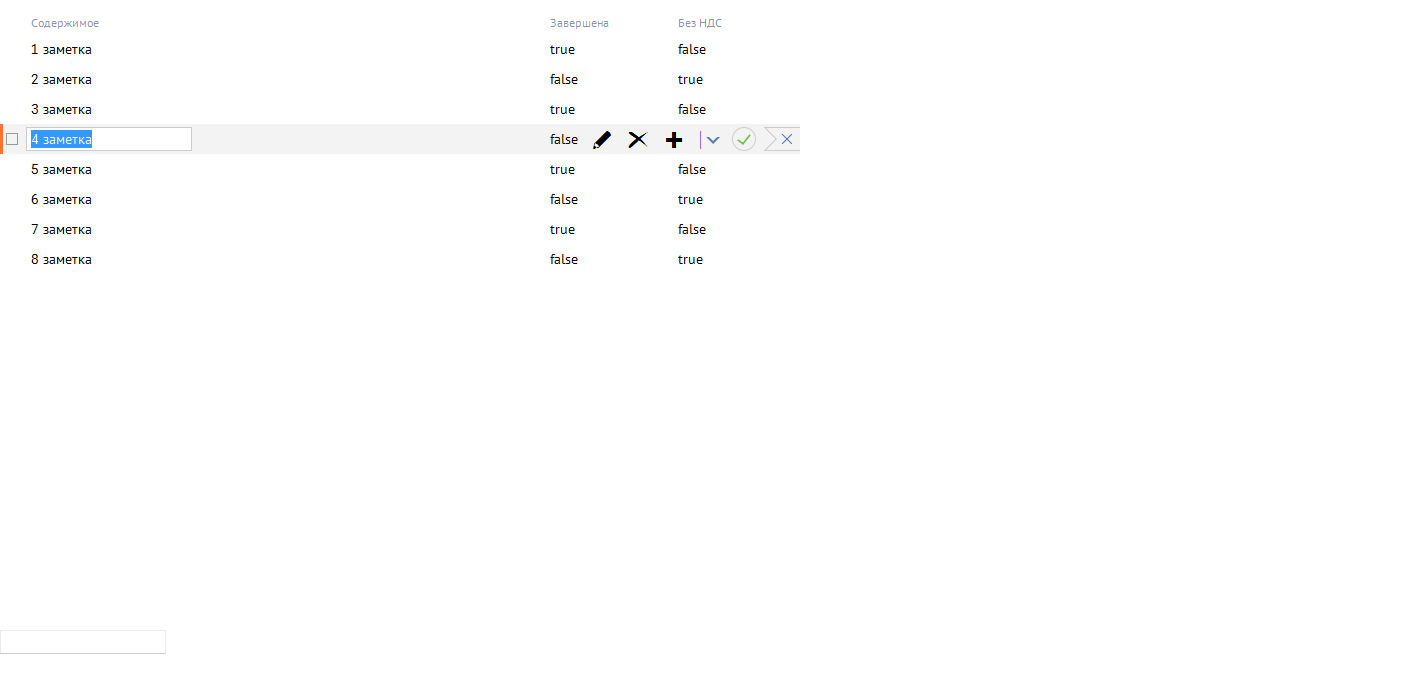 Содержимое Завершена Без НДС
1 заметка true false
2 заметка false true
3 заметка true false
4 заметка false
5 заметка true false
6 заметка false true
7 заметка true false
8 заметка false true